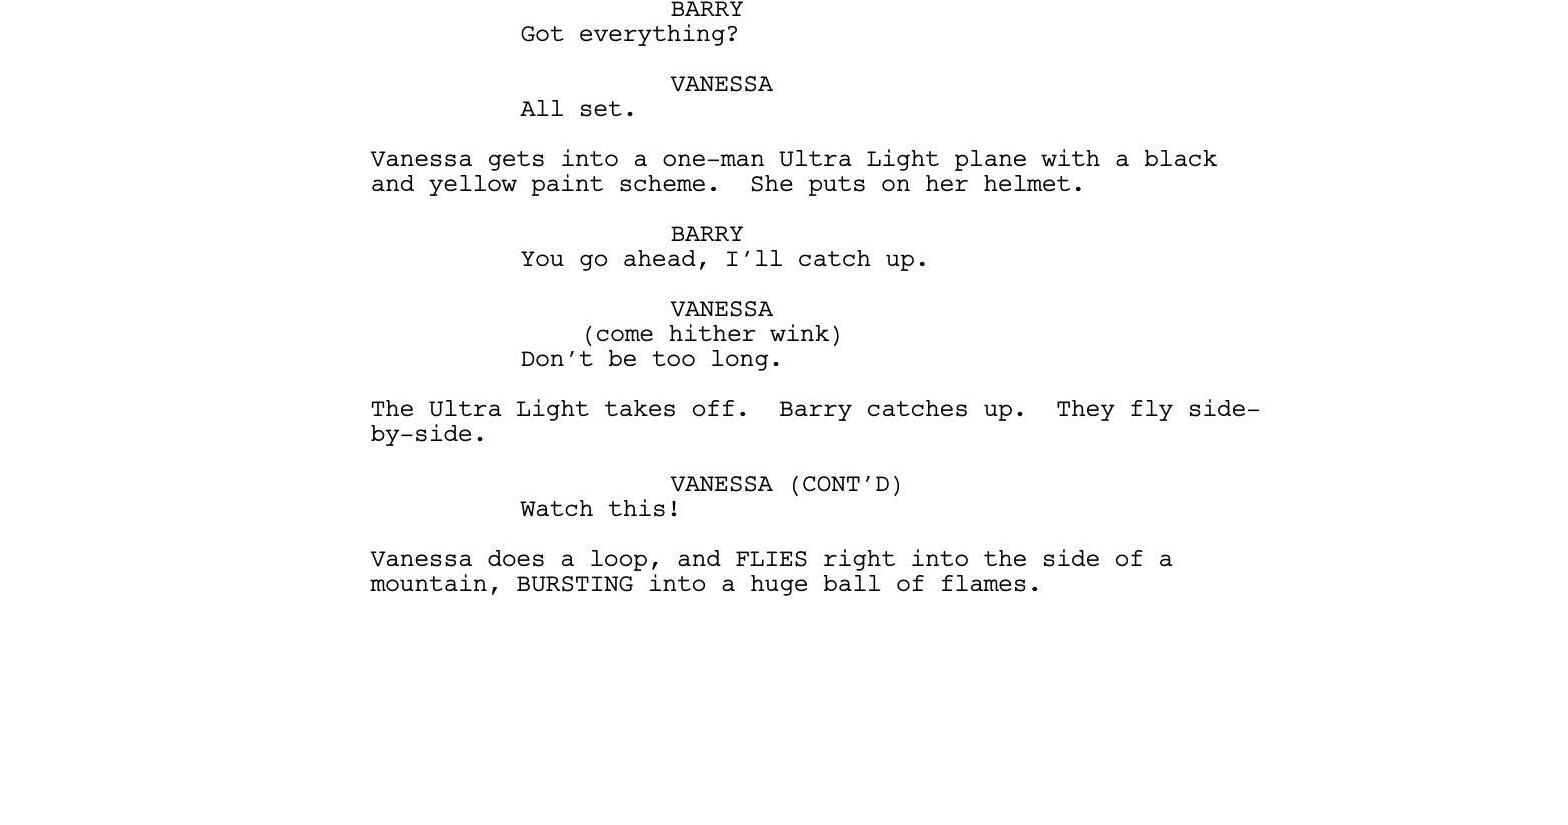 BARRY
Got everything?
VANESSA
All set.
Vanessa gets into a one-man Ultra Light plane with a black
and yellow paint scheme.  She puts on her helmet.
BARRY
You go ahead, I’ll catch up.
VANESSA
(come hither wink)
Don’t be too long.
The Ultra Light takes off.  Barry catches up.  They fly side-
by-side.
VANESSA (CONT’D)
Watch this!
Vanessa does a loop, and FLIES right into the side of a
mountain, BURSTING into a huge ball of flames.